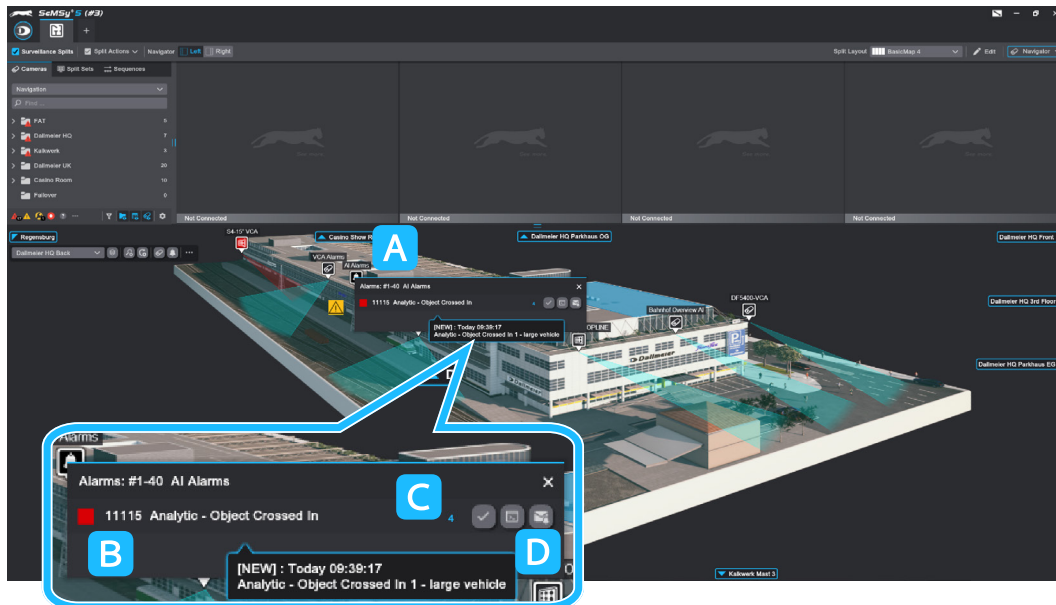 SeMSy® 5 (#3)
+
Surveillance Splits Split Actions Navigator Left Right Split Layout BasicMap 4 Edit Navigator
Cameras Split Sets Sequences
Navigation
Find ...
FAT 5
Dallmeier HQ 7
Kalkwerk
Dallmeier UK 20
Casino Room 10
Failover 0
Not Connected Not Connected Not Connected Not Connected
Regensburg
Dallmeier HQ Back
S4-15° VCA
Casino Show R
Dallmeier HQ Parkhaus OG
Dallmeier HQ Front
VCA Alarms
AI Alarms
A
Alarms: #1-40 AI Alarms
11115 Analytic - Object Crossed In 4
[NEW] : Today 09:39:17
Analytic - Object Crossed In 1 - large vehicle
OPLINE
Bahnhof Overview AI
DF5400-VCA
Dallmeier HQ 3rd Floor
Dallmeier HQ Parkhaus EG
Dallmeier
P
Dallmeier
Alarms
Alarms: #1-40 AI Alarms
C
11115 Analytic - Object Crossed In 4
B
D
[NEW] : Today 09:39:17
Analytic - Object Crossed In 1 - large vehicle
Kalkwerk Mast 3